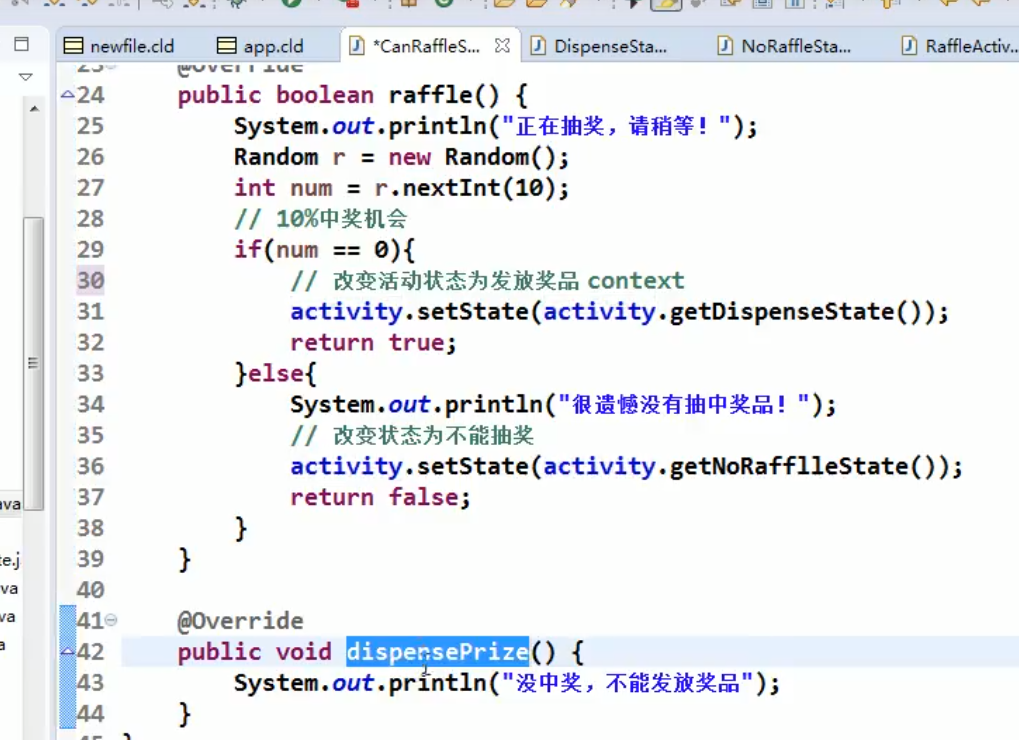 newfile.cld app.cld *CanRaffleS... DispenseSta... NoRaffleSta... RaffleActiv...
@Override
24 public boolean raffle() {
25 System.out.println("正在抽奖，请稍等！");
26 Random r = new Random();
27 int num = r.nextInt(10);
28 // 10%中奖机会
29 if(num == 0){
30 // 改变活动状态为发放奖品 context
31 activity.setState(activity.getDispenseState());
32 return true;
33 }else{
34 System.out.println("很遗憾没有抽中奖品！");
35 // 改变状态为不能抽奖
36 activity.setState(activity.getNoRafflleState());
37 return false;
38 }
39 }
40
41 @Override
42 public void dispensePrize() {
43 System.out.println("没中奖，不能发放奖品");
44 }